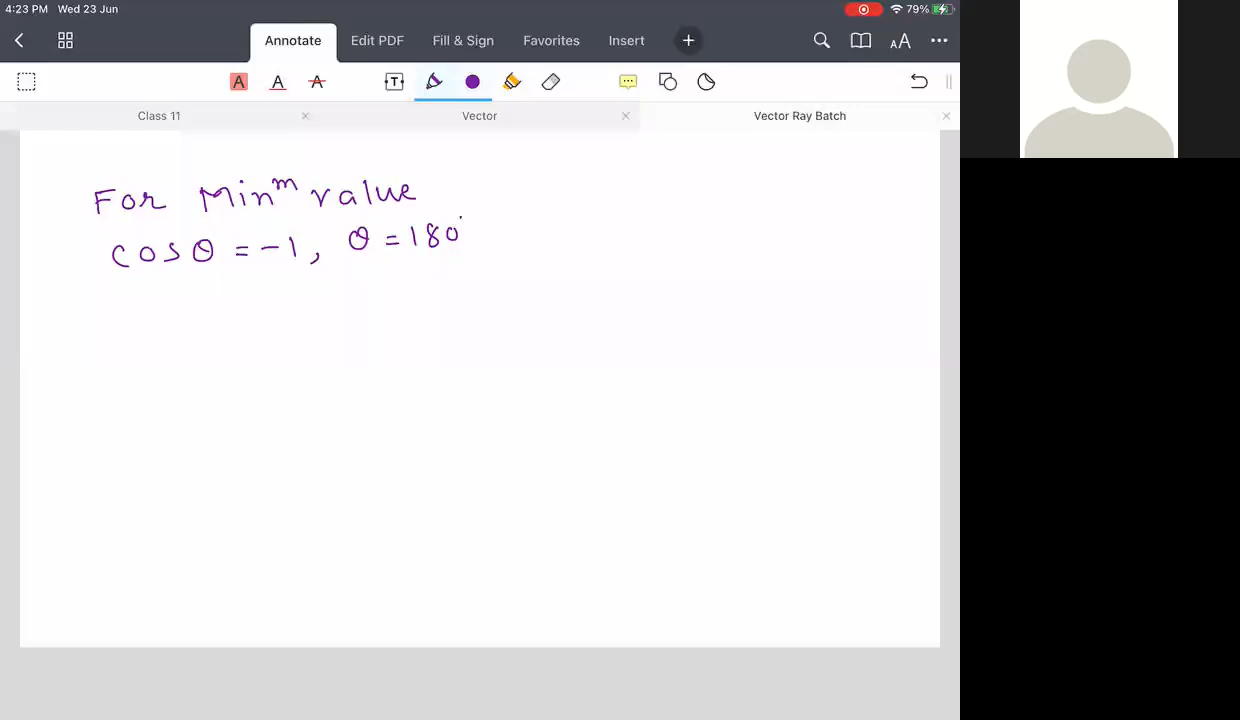 4:23 PM Wed 23 Jun 79%
Annotate Edit PDF Fill & Sign Favorites Insert
Class 11 Vector Vector Ray Batch
For Minᵐ value
cos θ = -1, θ = 180°